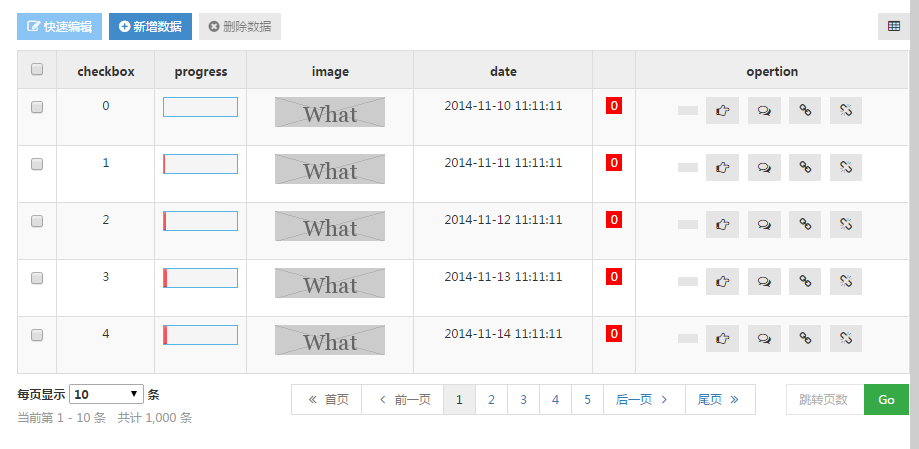 快速编辑 新增数据 删除数据
checkbox progress image date opertion
0 What 2014-11-10 11:11:11 0
1 What 2014-11-11 11:11:11 0
2 What 2014-11-12 11:11:11 0
3 What 2014-11-13 11:11:11 0
4 What 2014-11-14 11:11:11 0
每页显示 10 条 « 首页 ‹ 前一页 1 2 3 4 5 后一页 › 尾页 » 跳转页数 Go
当前第 1 - 10 条 共计 1,000 条